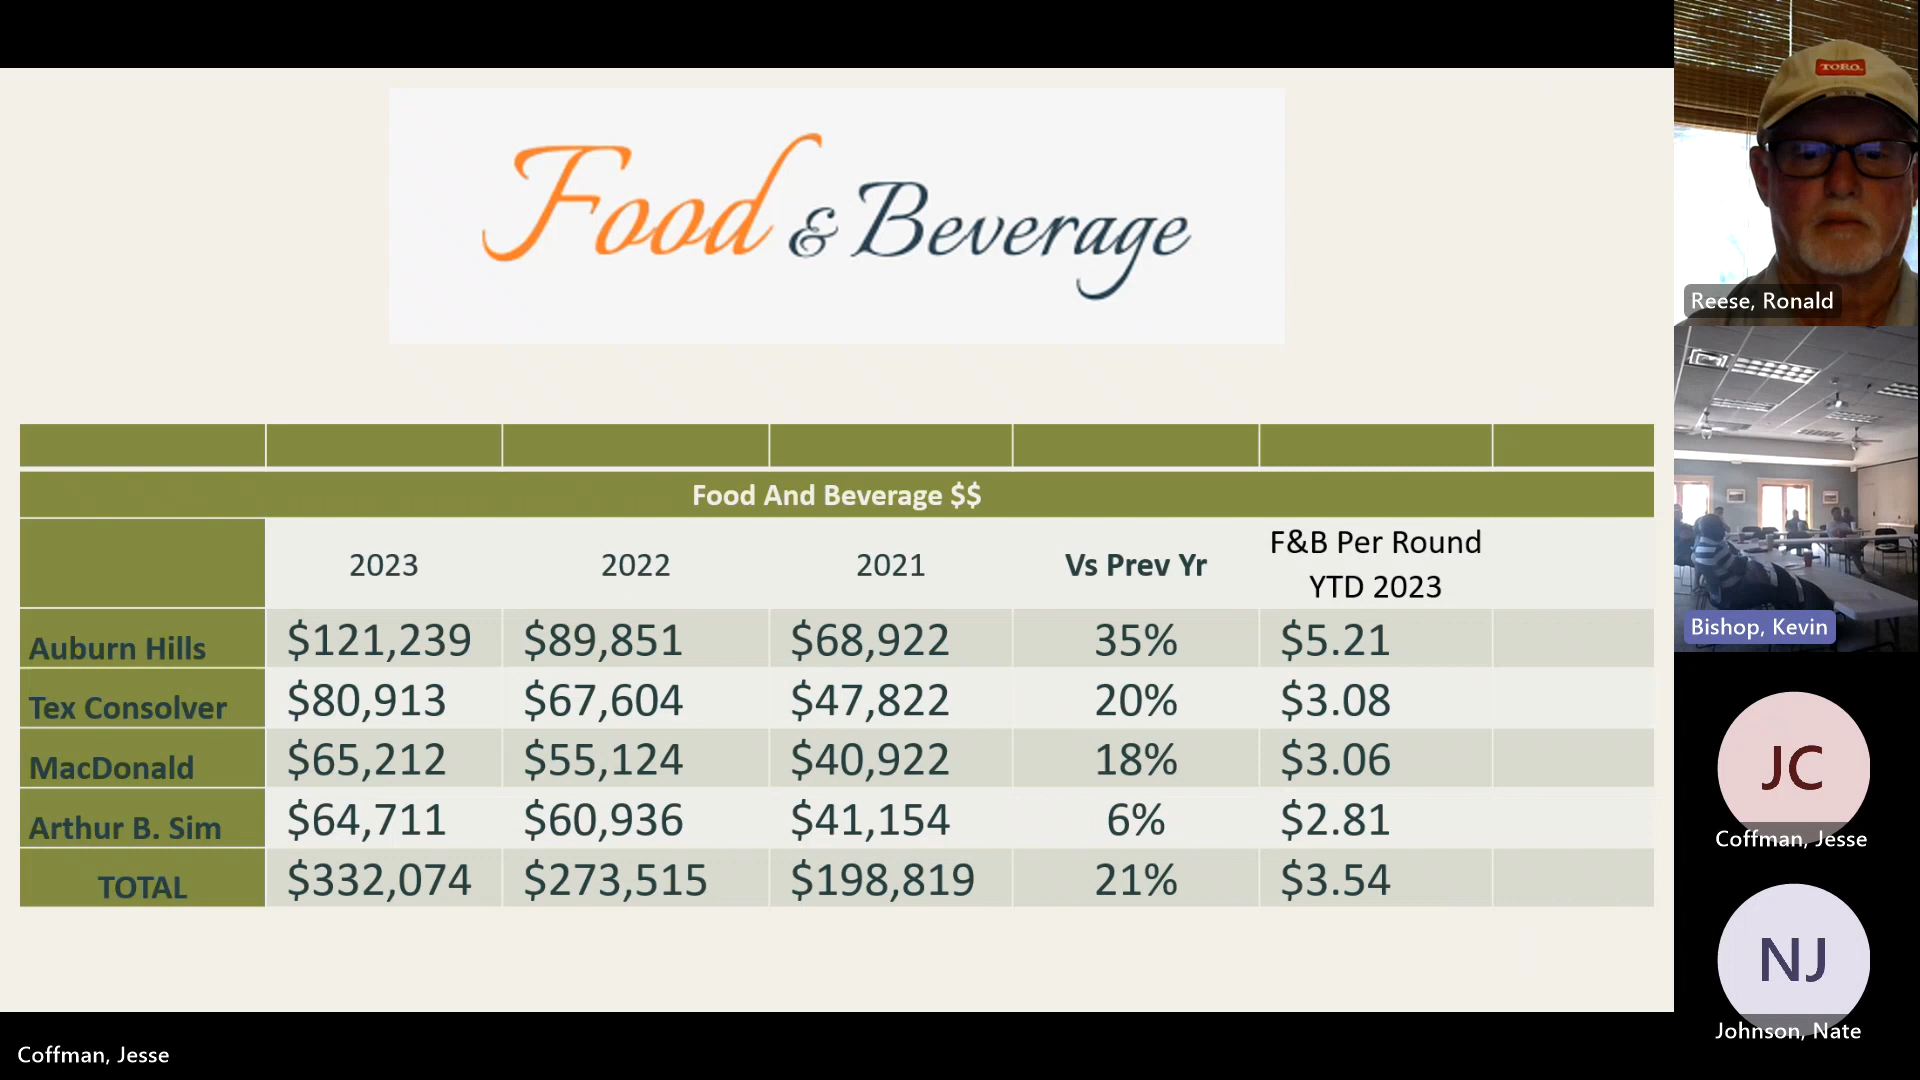 Food & Beverage
Food And Beverage $$
2023 2022 2021 Vs Prev Yr F&B Per Round YTD 2023
Auburn Hills $121,239 $89,851 $68,922 35% $5.21
Tex Consolver $80,913 $67,604 $47,822 20% $3.08
MacDonald $65,212 $55,124 $40,922 18% $3.06
Arthur B. Sim $64,711 $60,936 $41,154 6% $2.81
TOTAL $332,074 $273,515 $198,819 21% $3.54
Coffman, Jesse
TORO.
Reese, Ronald
Bishop, Kevin
JC
Coffman, Jesse
NJ
Johnson, Nate